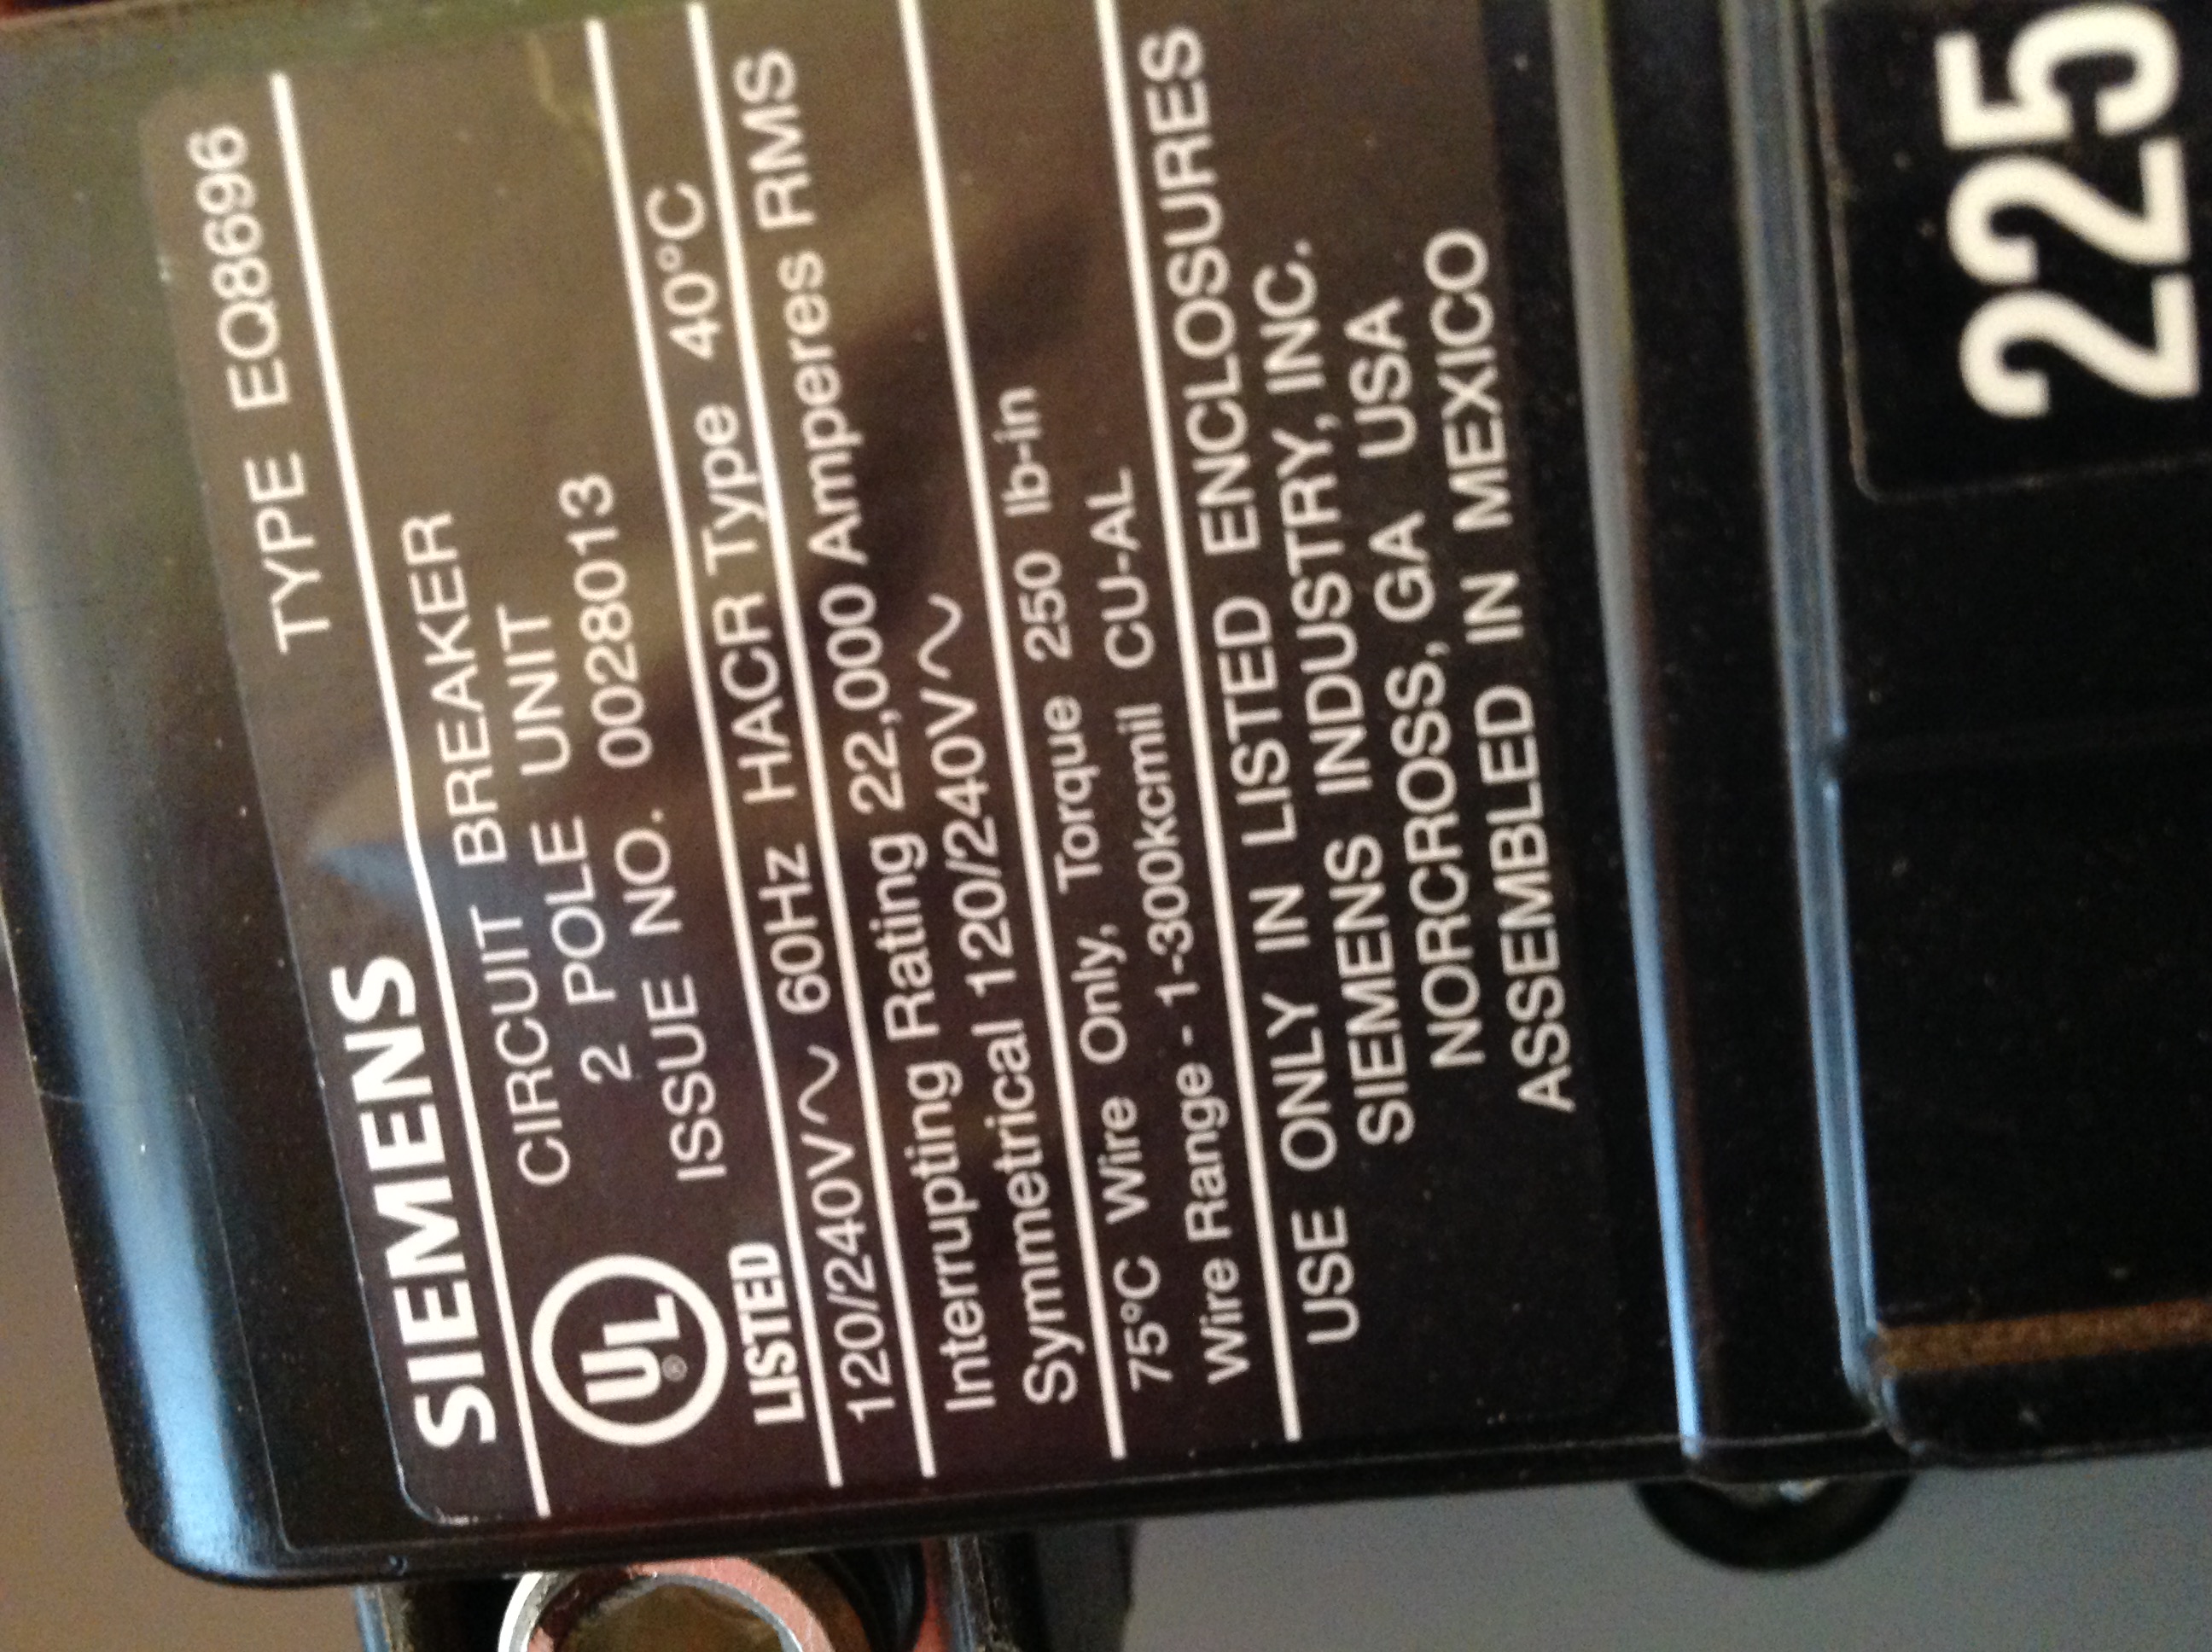 SIEMENS TYPE EQ8696
CIRCUIT BREAKER
2 POLE UNIT
ISSUE NO. 00280013
UL ®
LISTED
120/240V~ 60Hz HACR Type 40°C
Interrupting Rating 22,000 Amperes RMS
Symmetrical 120/240V~
75°C Wire Only, Torque 250 lb-in
Wire Range - 1-300kcmil CU-AL
USE ONLY IN LISTED ENCLOSURES
SIEMENS INDUSTRY, INC.
NORCROSS, GA USA
ASSEMBLED IN MEXICO
225